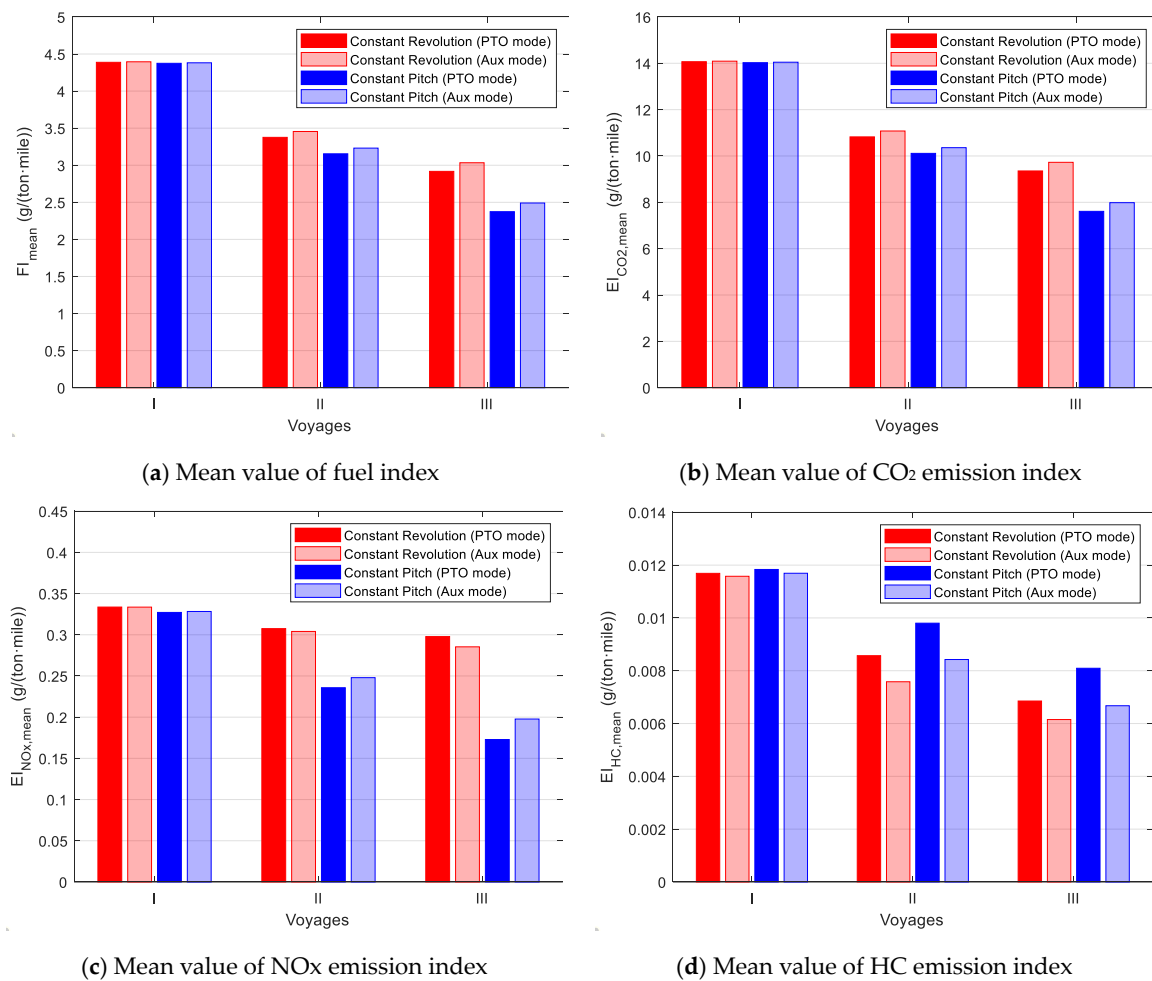 5
4.5
4
3.5
3
2.5
2
1.5
1
0.5
0
FI_mean (g/(ton·mile))
Constant Revolution (PTO mode)
Constant Revolution (Aux mode)
Constant Pitch (PTO mode)
Constant Pitch (Aux mode)
I II III
Voyages
(a) Mean value of fuel index
16
14
12
10
8
6
4
2
0
EI_CO2,mean (g/(ton·mile))
Constant Revolution (PTO mode)
Constant Revolution (Aux mode)
Constant Pitch (PTO mode)
Constant Pitch (Aux mode)
I II III
Voyages
(b) Mean value of CO₂ emission index
0.45
0.4
0.35
0.3
0.25
0.2
0.15
0.1
0.05
0
EI_NOx,mean (g/(ton·mile))
Constant Revolution (PTO mode)
Constant Revolution (Aux mode)
Constant Pitch (PTO mode)
Constant Pitch (Aux mode)
I II III
Voyages
(c) Mean value of NOx emission index
0.014
0.012
0.01
0.008
0.006
0.004
0.002
0
EI_HC,mean (g/(ton·mile))
Constant Revolution (PTO mode)
Constant Revolution (Aux mode)
Constant Pitch (PTO mode)
Constant Pitch (Aux mode)
I II III
Voyages
(d) Mean value of HC emission index